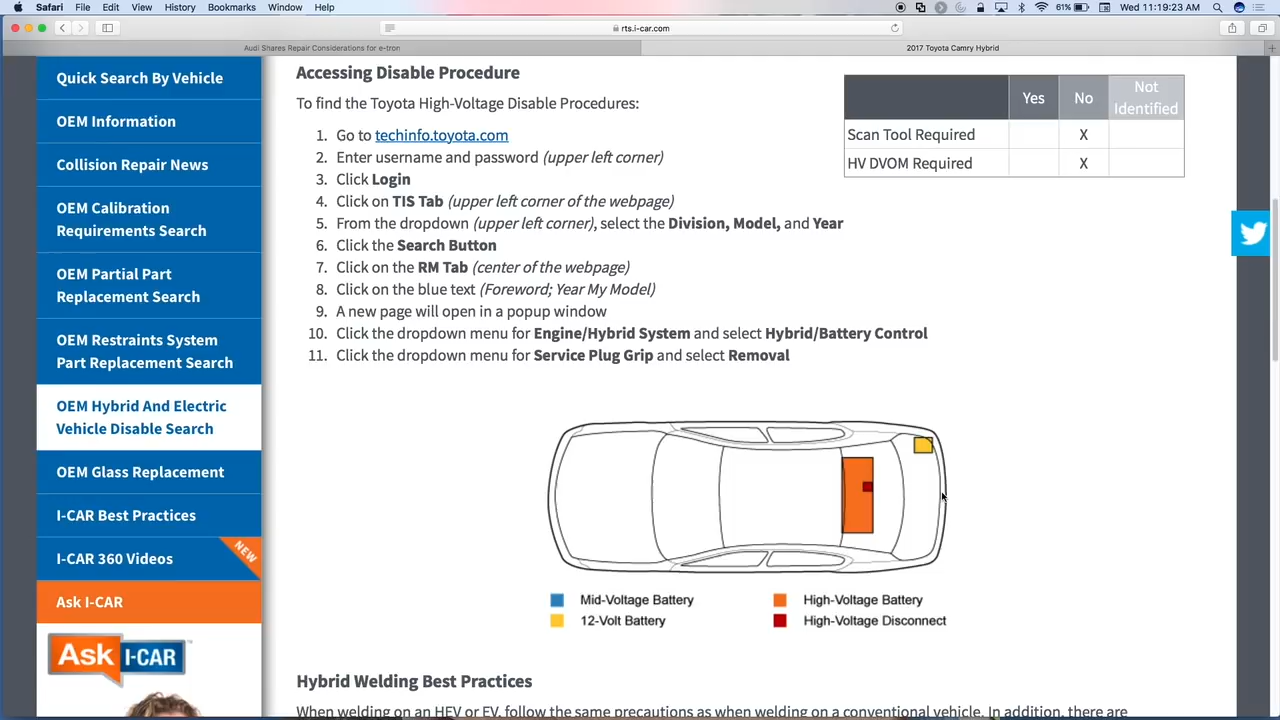 Safari File Edit View History Bookmarks Window Help 61% Wed 11:19:23 AM
rts.i-car.com
Audi Shares Repair Considerations for e-tron 2017 Toyota Camry Hybrid
Quick Search By Vehicle
OEM Information
Collision Repair News
OEM Calibration
Requirements Search
OEM Partial Part
Replacement Search
OEM Restraints System
Part Replacement Search
OEM Hybrid And Electric
Vehicle Disable Search
OEM Glass Replacement
I-CAR Best Practices
I-CAR 360 Videos
NEW
Ask I-CAR
Ask I-CAR
Accessing Disable Procedure
To find the Toyota High-Voltage Disable Procedures:
1. Go to techinfo.toyota.com
2. Enter username and password (upper left corner)
3. Click Login
4. Click on TIS Tab (upper left corner of the webpage)
5. From the dropdown (upper left corner), select the Division, Model, and Year
6. Click the Search Button
7. Click on the RM Tab (center of the webpage)
8. Click on the blue text (Foreword; Year My Model)
9. A new page will open in a popup window
10. Click the dropdown menu for Engine/Hybrid System and select Hybrid/Battery Control
11. Click the dropdown menu for Service Plug Grip and select Removal
Yes No Not
Identified
Scan Tool Required X
HV DVOM Required X
Mid-Voltage Battery High-Voltage Battery
12-Volt Battery High-Voltage Disconnect
Hybrid Welding Best Practices
When welding on an HEV or EV, follow the same precautions as when welding on a conventional vehicle. In addition, there are